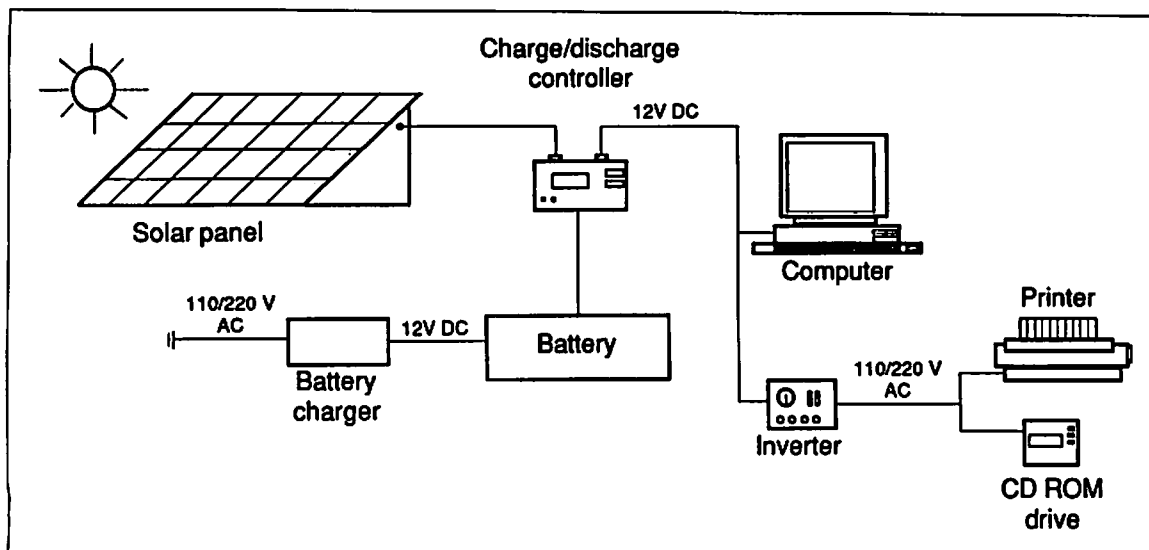 Charge/discharge
controller
12V DC
Solar panel
Computer
110/220 V
AC
12V DC
Battery
Battery
charger
Printer
110/220 V
AC
Inverter
CD ROM
drive